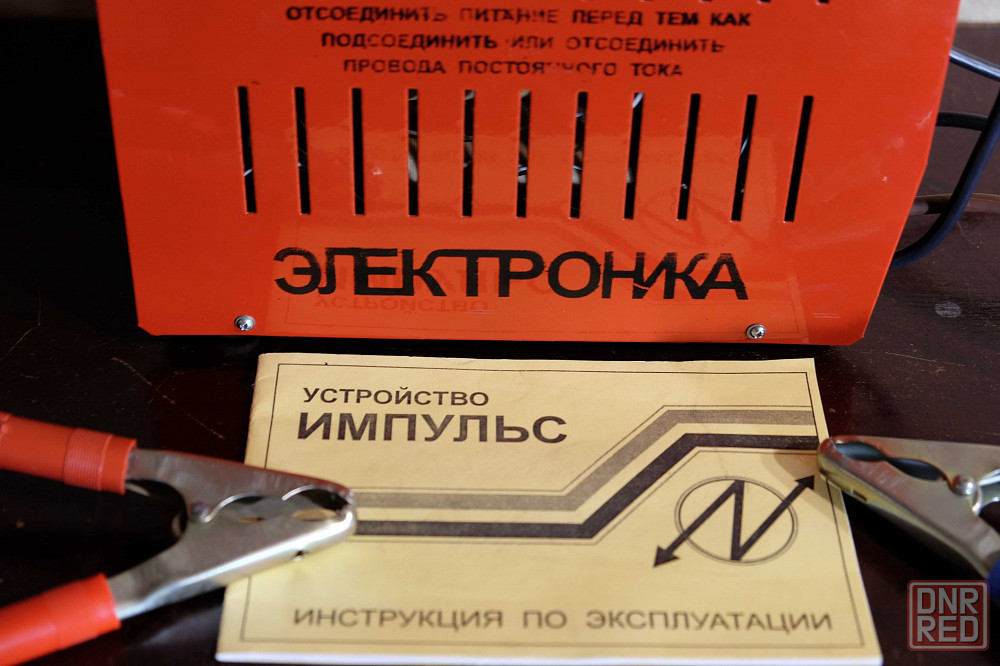 ОТСОЕДИНИТЬ ПИТАНИЕ ПЕРЕД ТЕМ КАК
ПОДСОЕДИНИТЬ ИЛИ ОТСОЕДИНИТЬ
ПРОВОДА ПОСТОЯННОГО ТОКА
ЭЛЕКТРОНИКА
УСТРОЙСТВО
ИМПУЛЬС
ИНСТРУКЦИЯ ПО ЭКСПЛУАТАЦИИ
DNR
RED